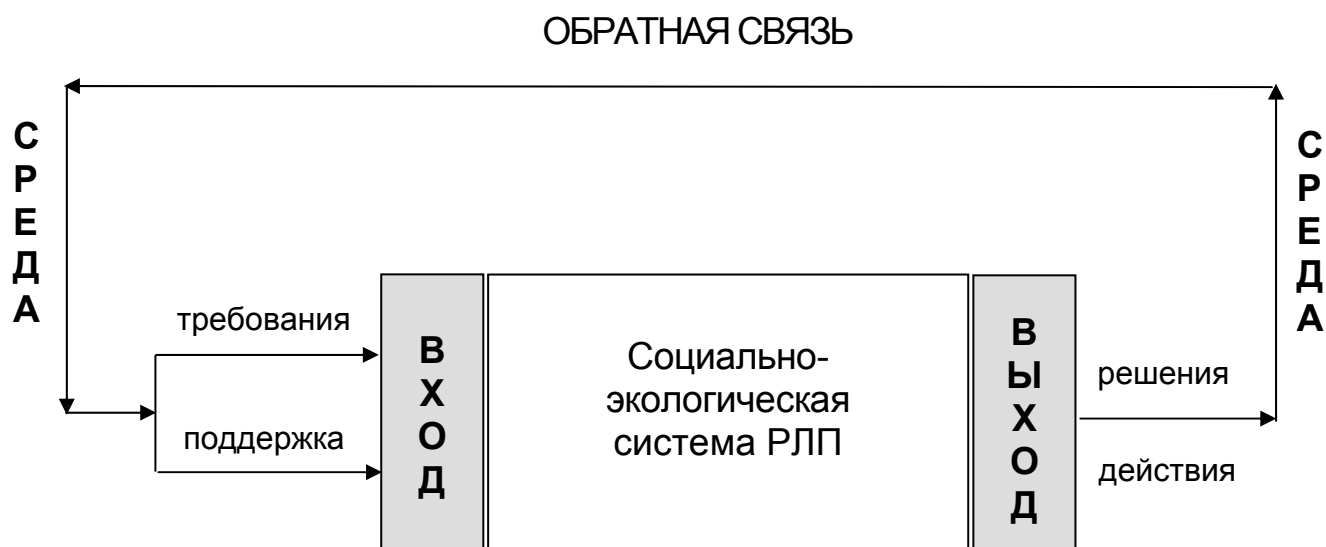 ОБРАТНАЯ СВЯЗЬ
СРЕДА
требования
поддержка
ВХОД
Социально-
экологическая
система РЛП
ВЫХОД
решения
действия
СРЕДА